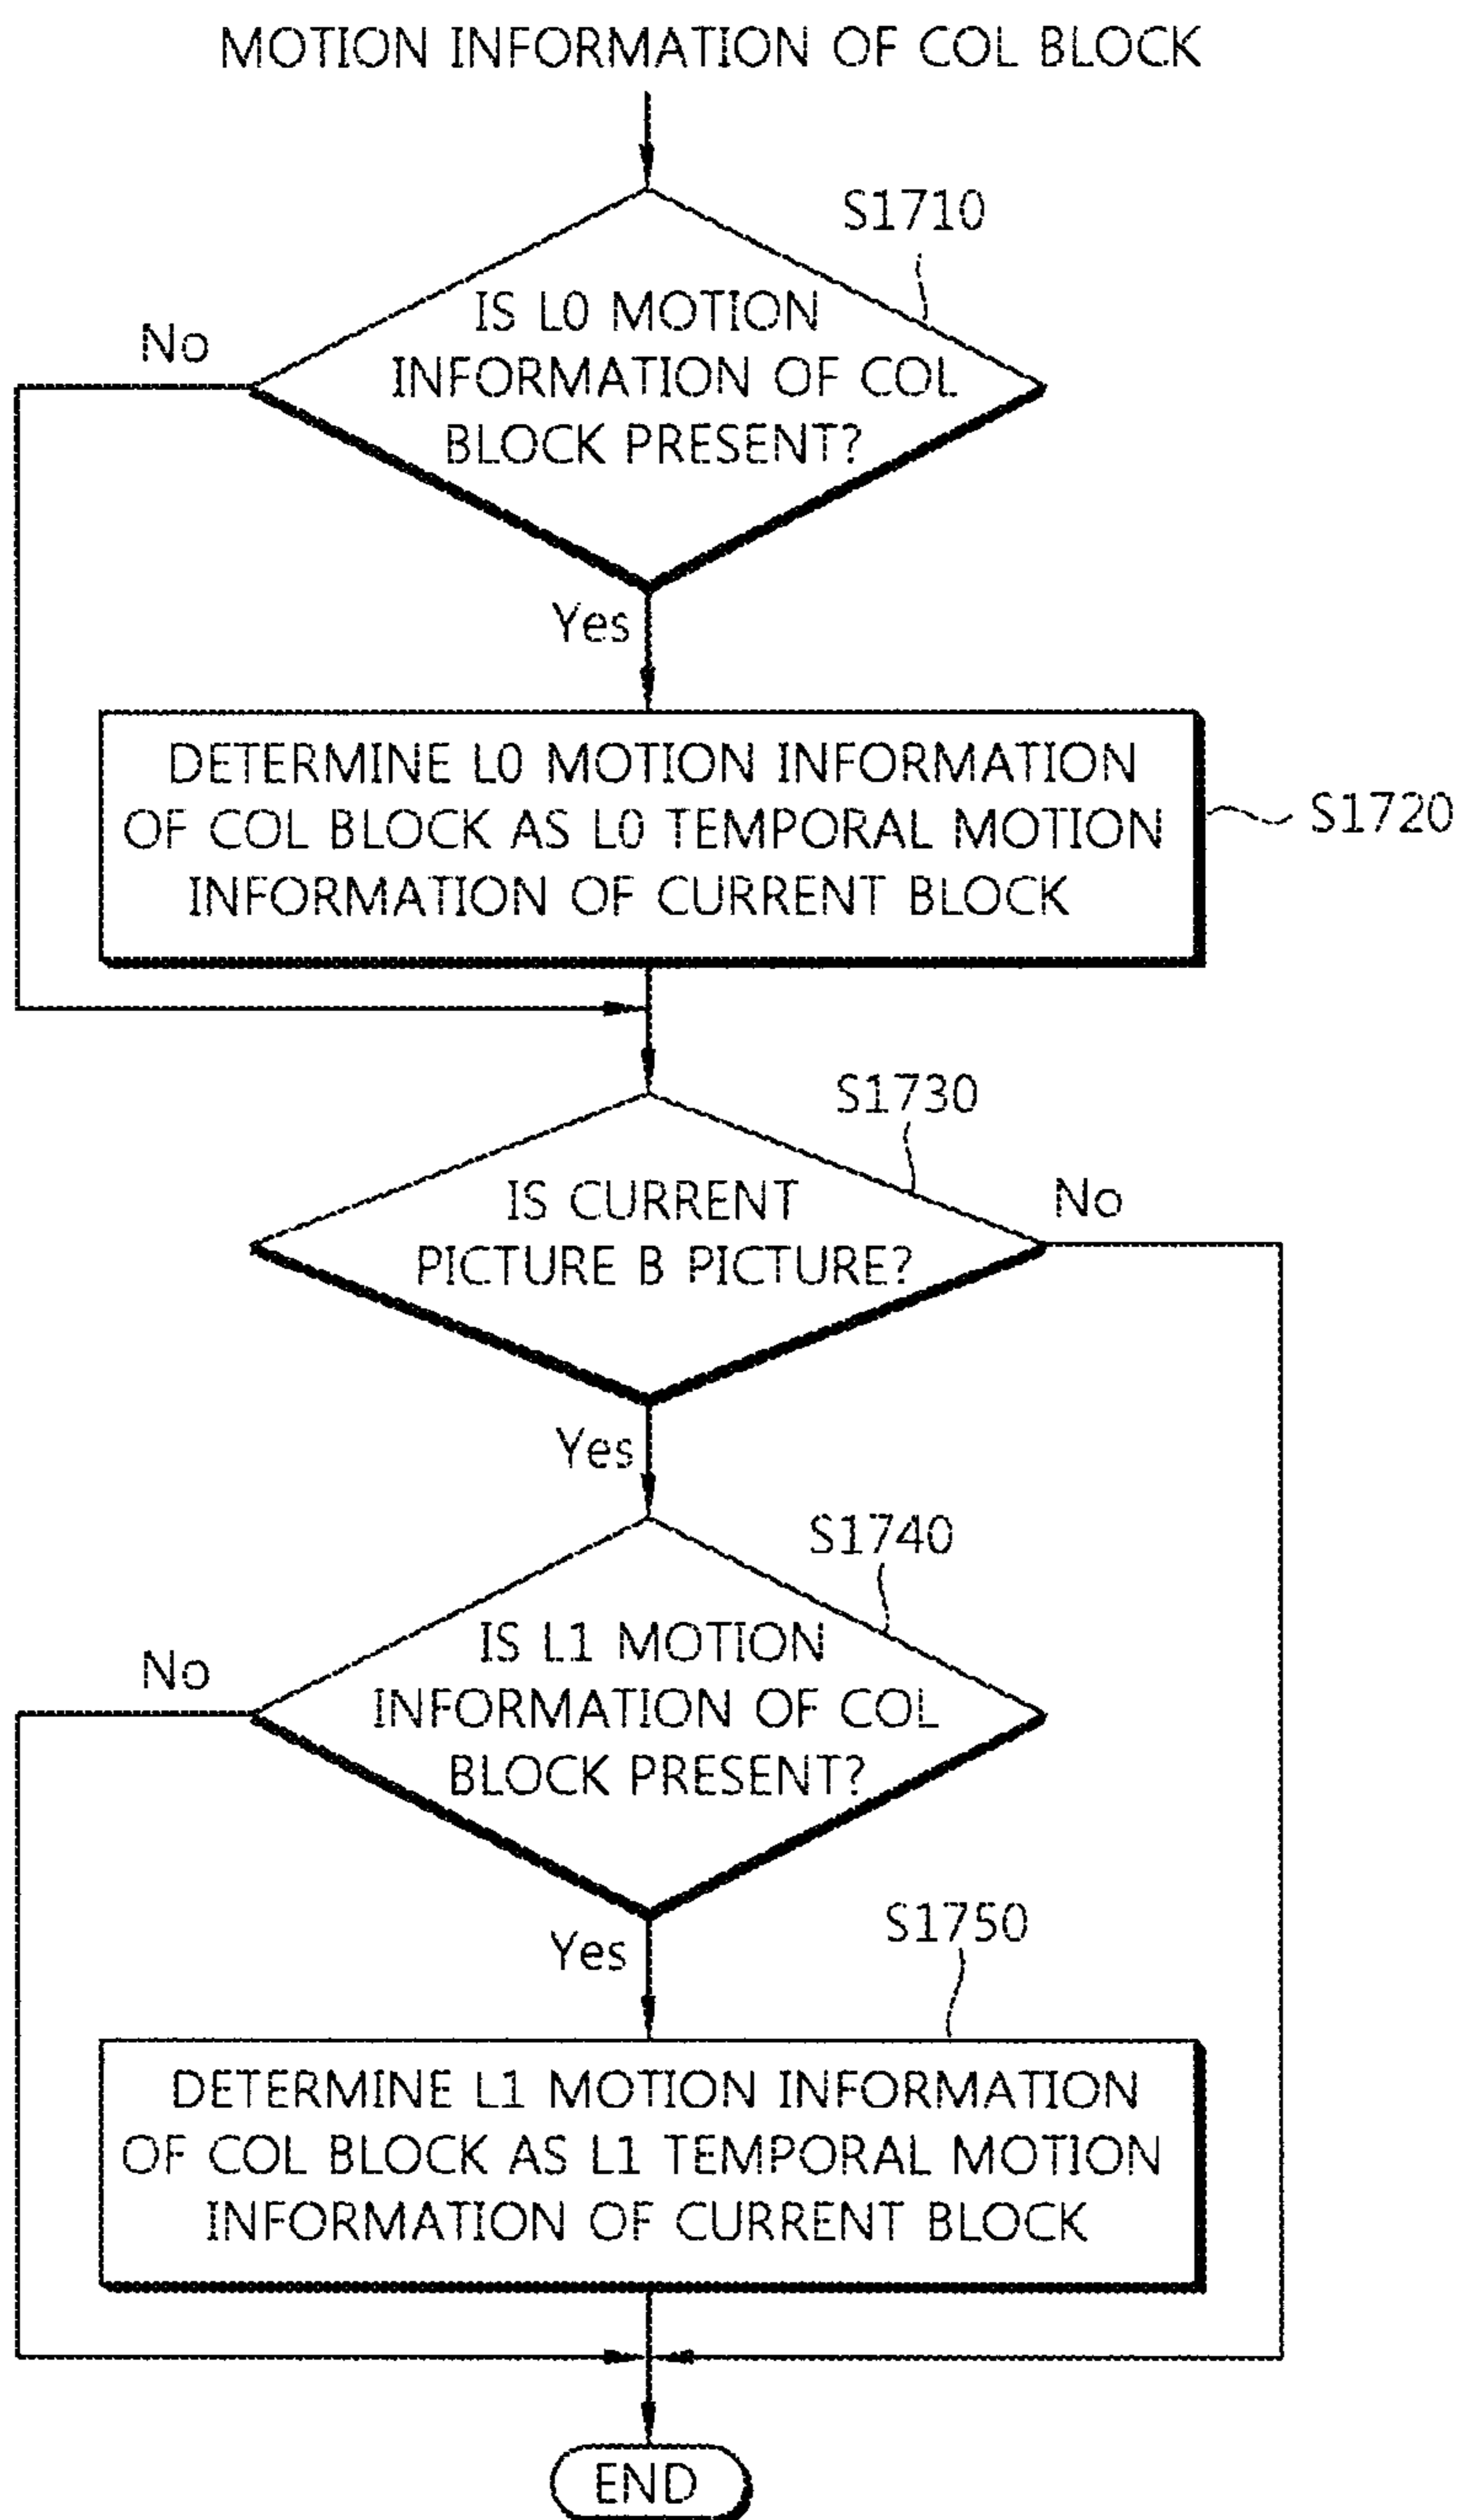 MOTION INFORMATION OF COL BLOCK
S1710
IS L0 MOTION
No
INFORMATION OF COL
BLOCK PRESENT?
Yes
DETERMINE L0 MOTION INFORMATION
OF COL BLOCK AS L0 TEMPORAL MOTION
INFORMATION OF CURRENT BLOCK
S1720
S1730
IS CURRENT
PICTURE B PICTURE?
No
Yes
S1740
IS L1 MOTION
No
INFORMATION OF COL
BLOCK PRESENT?
Yes
S1750
DETERMINE L1 MOTION INFORMATION
OF COL BLOCK AS L1 TEMPORAL MOTION
INFORMATION OF CURRENT BLOCK
END